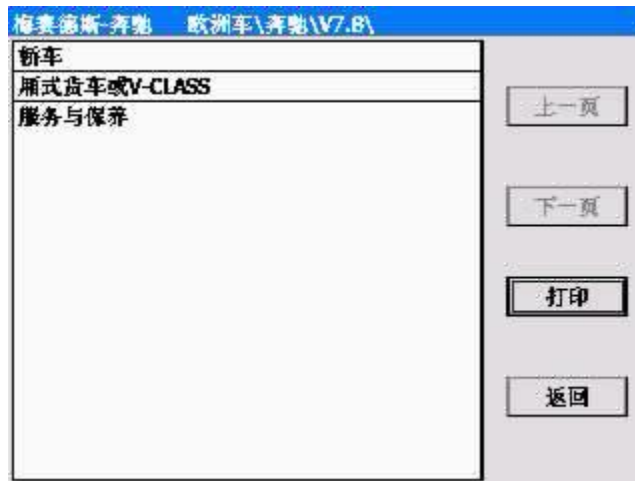 梅赛德斯-奔驰 欧洲车\奔驰\V7.8\
轿车
厢式货车或V-CLASS
服务与保养
上一页
下一页
打印
返回